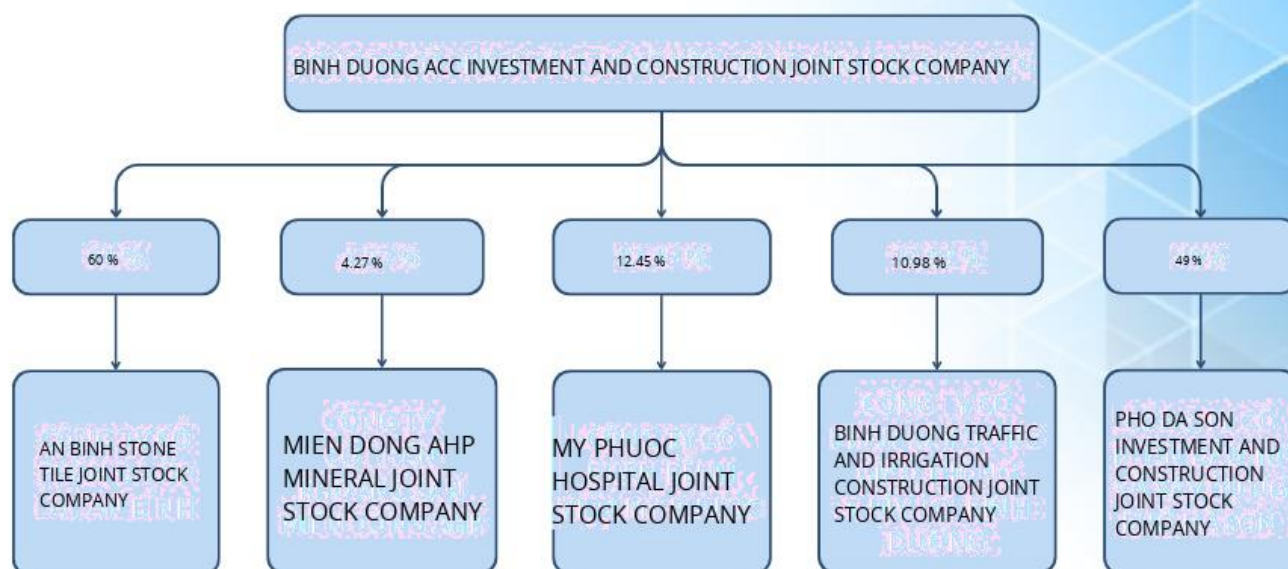 BINH DUONG ACC INVESTMENT AND CONSTRUCTION JOINT STOCK COMPANY
60 %
4.27 %
12.45 %
10.98 %
49 %
AN BINH STONE
TILE JOINT STOCK
COMPANY
MIEN DONG AHP
MINERAL JOINT
STOCK COMPANY
MY PHUOC
HOSPITAL JOINT
STOCK COMPANY
BINH DUONG TRAFFIC
AND IRRIGATION
CONSTRUCTION JOINT
STOCK COMPANY
PHO DA SON
INVESTMENT AND
CONSTRUCTION
JOINT STOCK
COMPANY